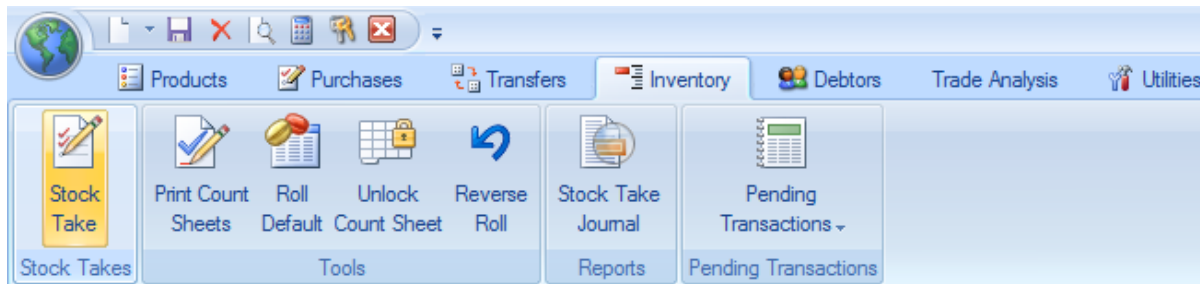 Products Purchases Transfers Inventory Debtors Trade Analysis Utilities
Stock Print Count Roll Unlock Reverse Stock Take Pending
Take Sheets Default Count Sheet Roll Journal Transactions
Stock Takes Tools Reports Pending Transactions